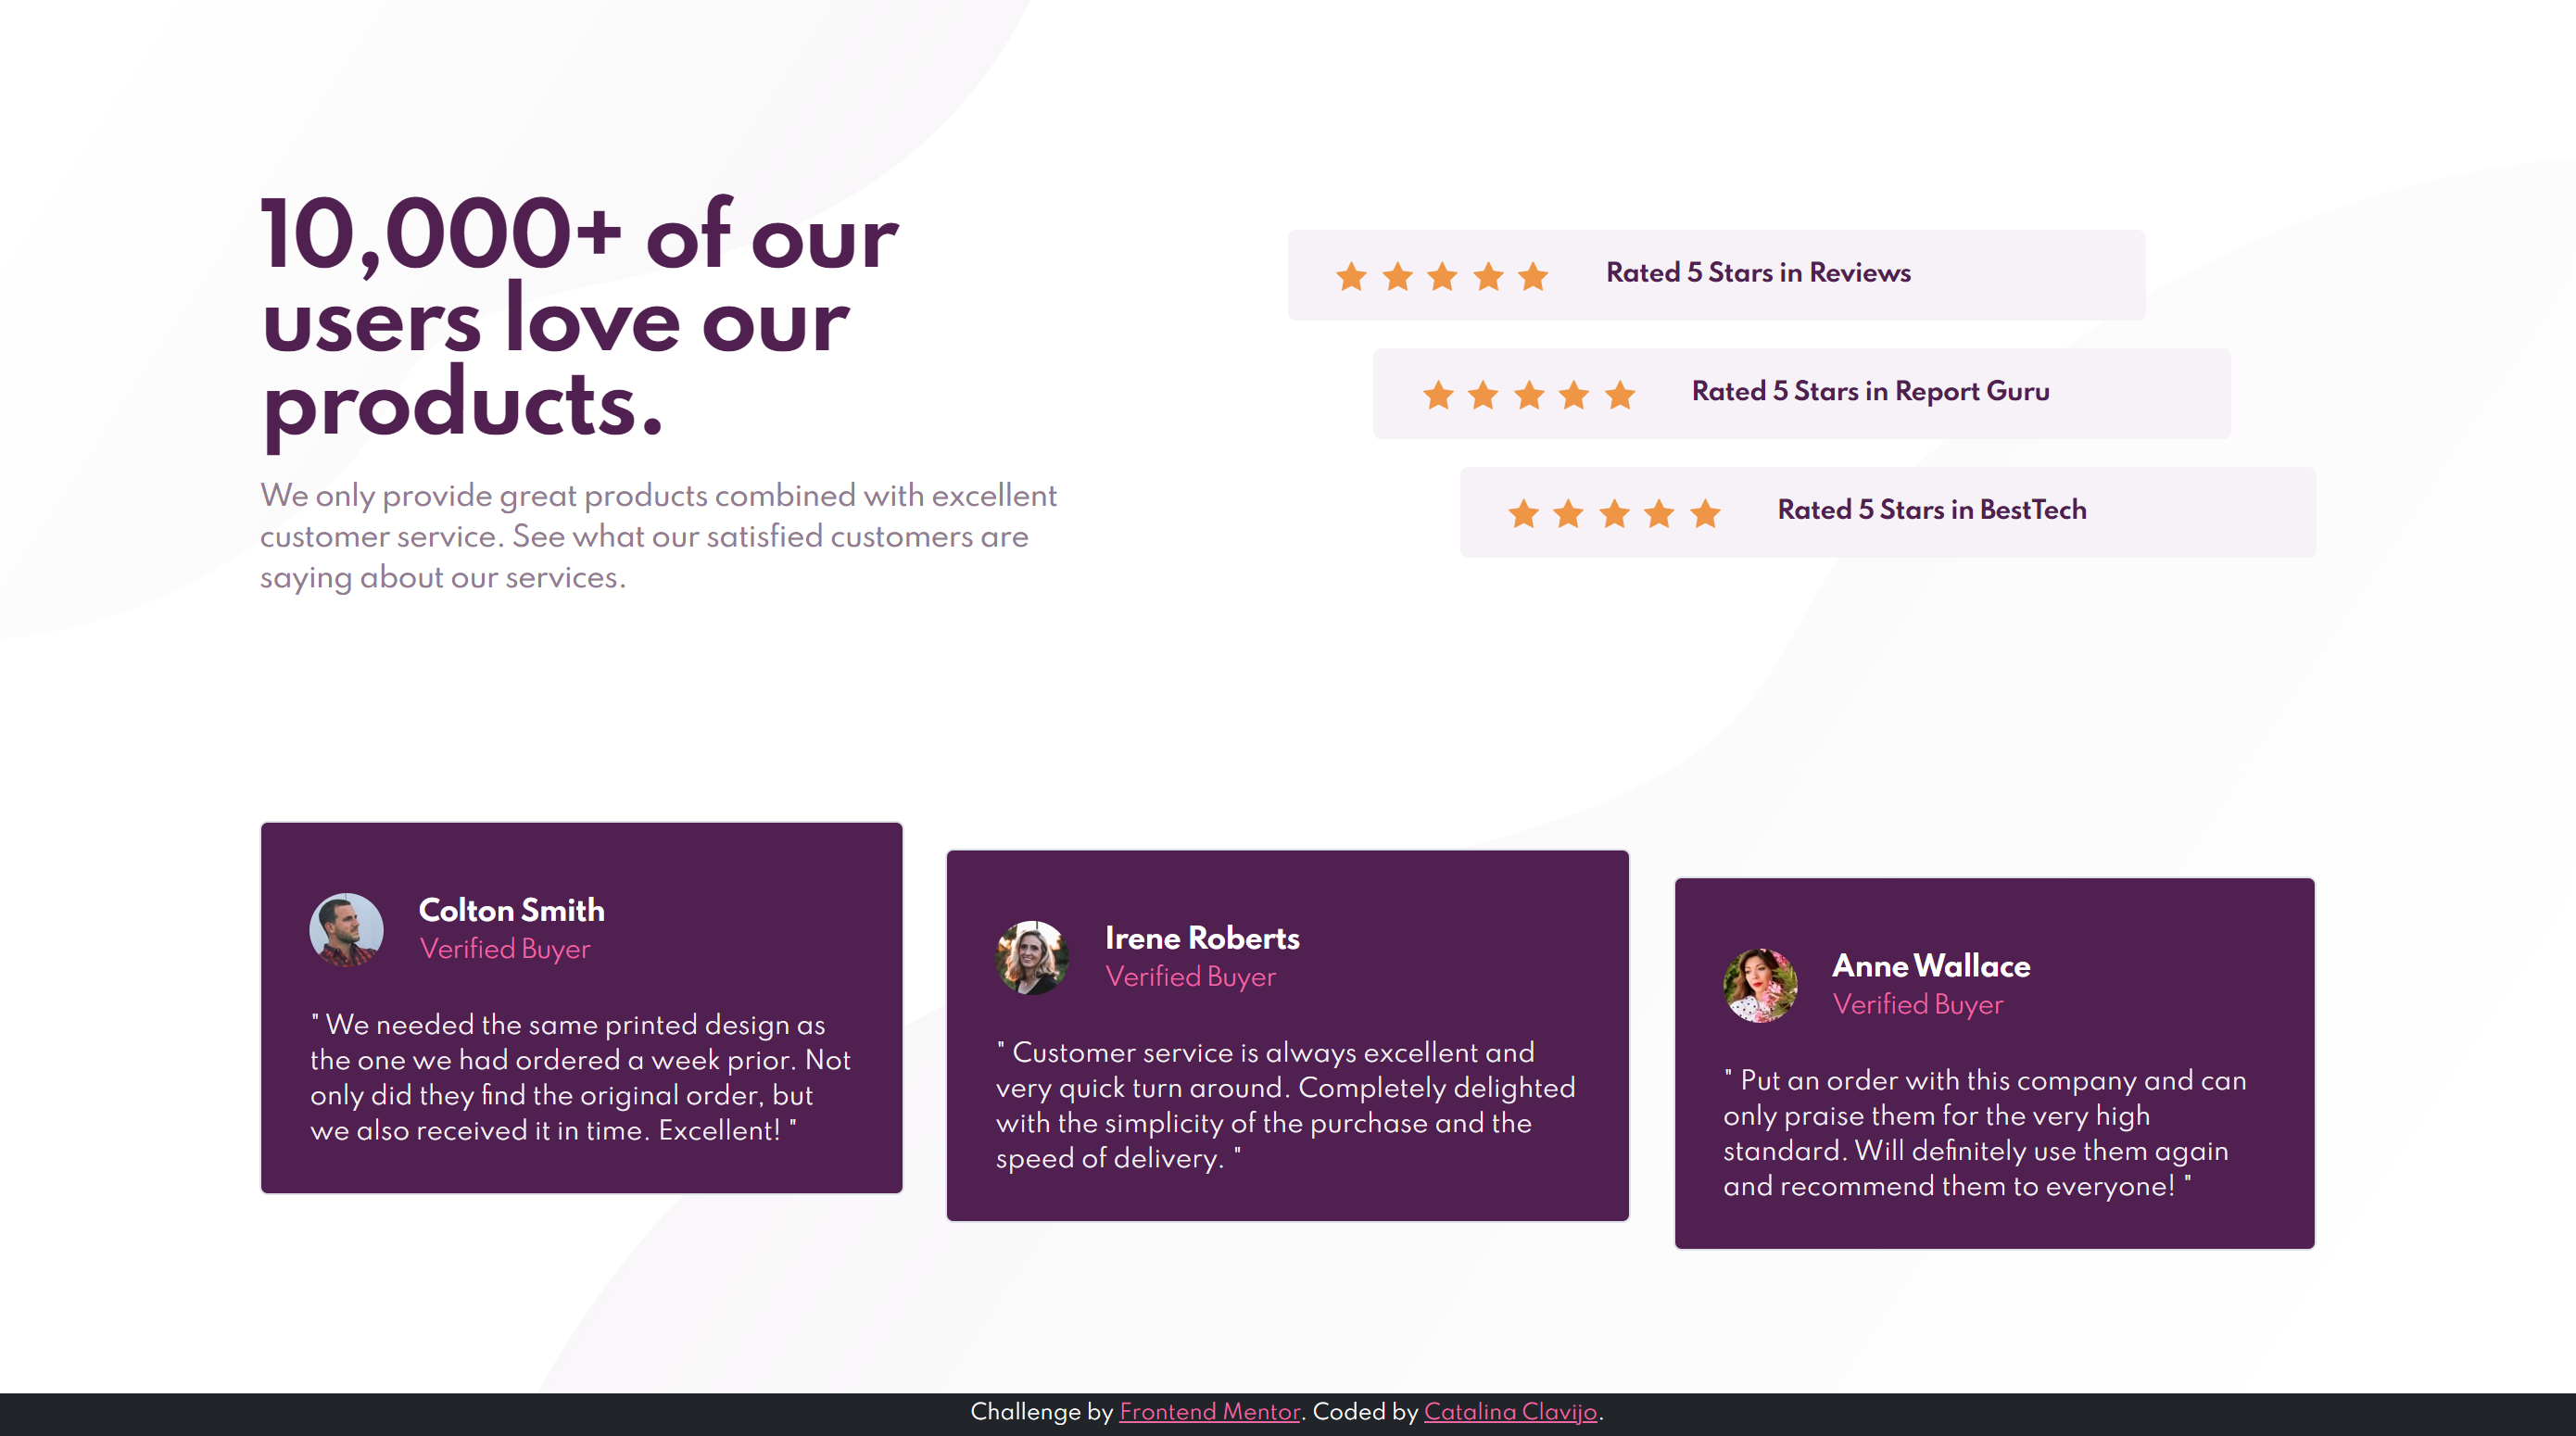 10,000+ of our
users love our
products.
We only provide great products combined with excellent
customer service. See what our satisfied customers are
saying about our services.
Rated 5 Stars in Reviews
Rated 5 Stars in Report Guru
Rated 5 Stars in BestTech
Colton Smith
Verified Buyer
" We needed the same printed design as
the one we had ordered a week prior. Not
only did they find the original order, but
we also received it in time. Excellent! "
Irene Roberts
Verified Buyer
" Customer service is always excellent and
very quick turn around. Completely delighted
with the simplicity of the purchase and the
speed of delivery. "
Anne Wallace
Verified Buyer
" Put an order with this company and can
only praise them for the very high
standard. Will definitely use them again
and recommend them to everyone! "
Challenge by Frontend Mentor. Coded by Catalina Clavijo.